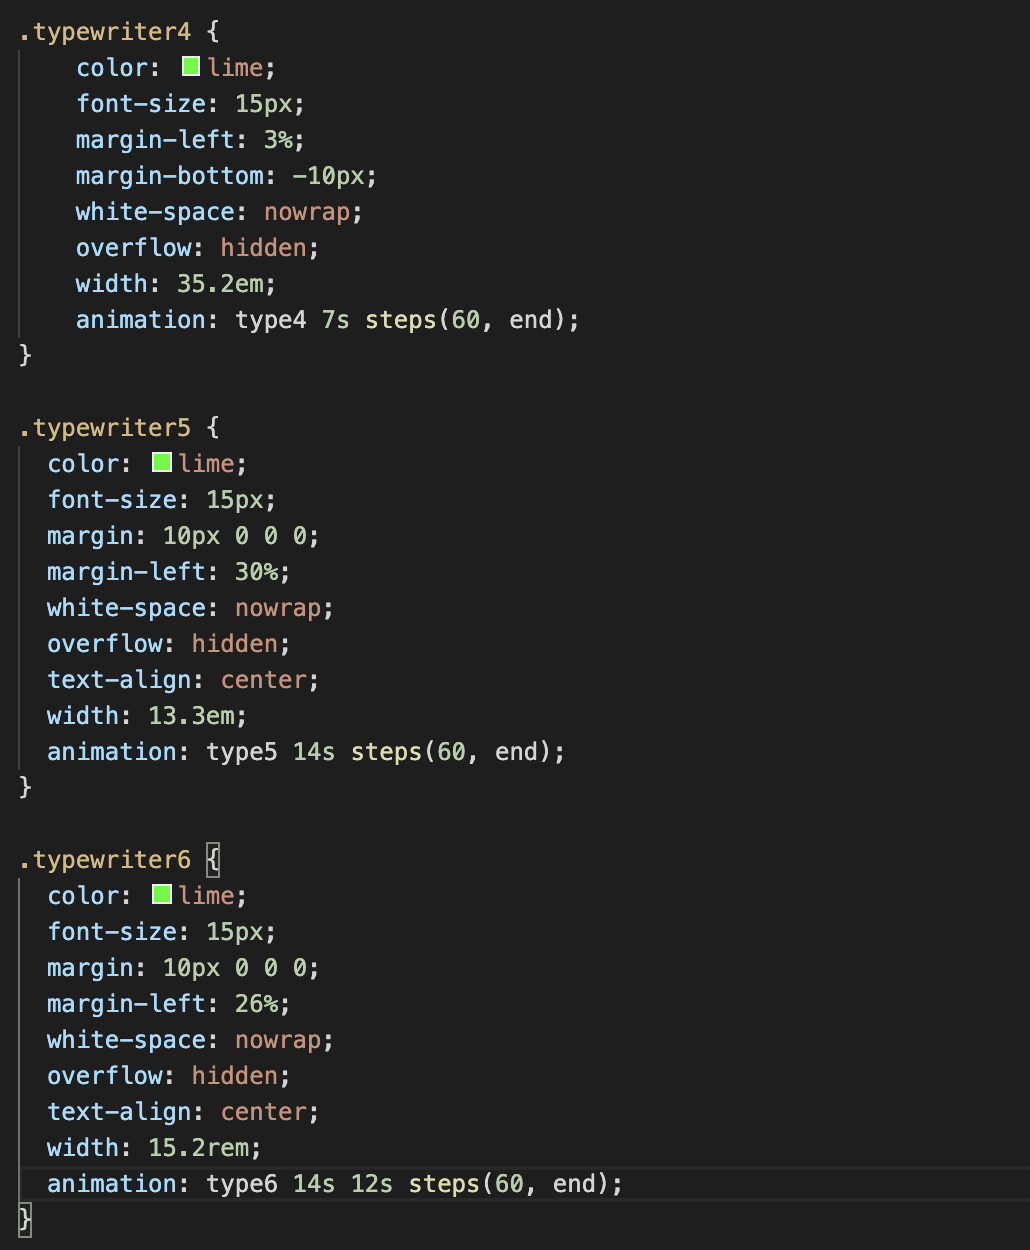 .typewriter4 {
    color: lime;
    font-size: 15px;
    margin-left: 3%;
    margin-bottom: -10px;
    white-space: nowrap;
    overflow: hidden;
    width: 35.2em;
    animation: type4 7s steps(60, end);
}

.typewriter5 {
  color: lime;
  font-size: 15px;
  margin: 10px 0 0 0;
  margin-left: 30%;
  white-space: nowrap;
  overflow: hidden;
  text-align: center;
  width: 13.3em;
  animation: type5 14s steps(60, end);
}

.typewriter6 {
  color: lime;
  font-size: 15px;
  margin: 10px 0 0 0;
  margin-left: 26%;
  white-space: nowrap;
  overflow: hidden;
  text-align: center;
  width: 15.2rem;
  animation: type6 14s 12s steps(60, end);
}